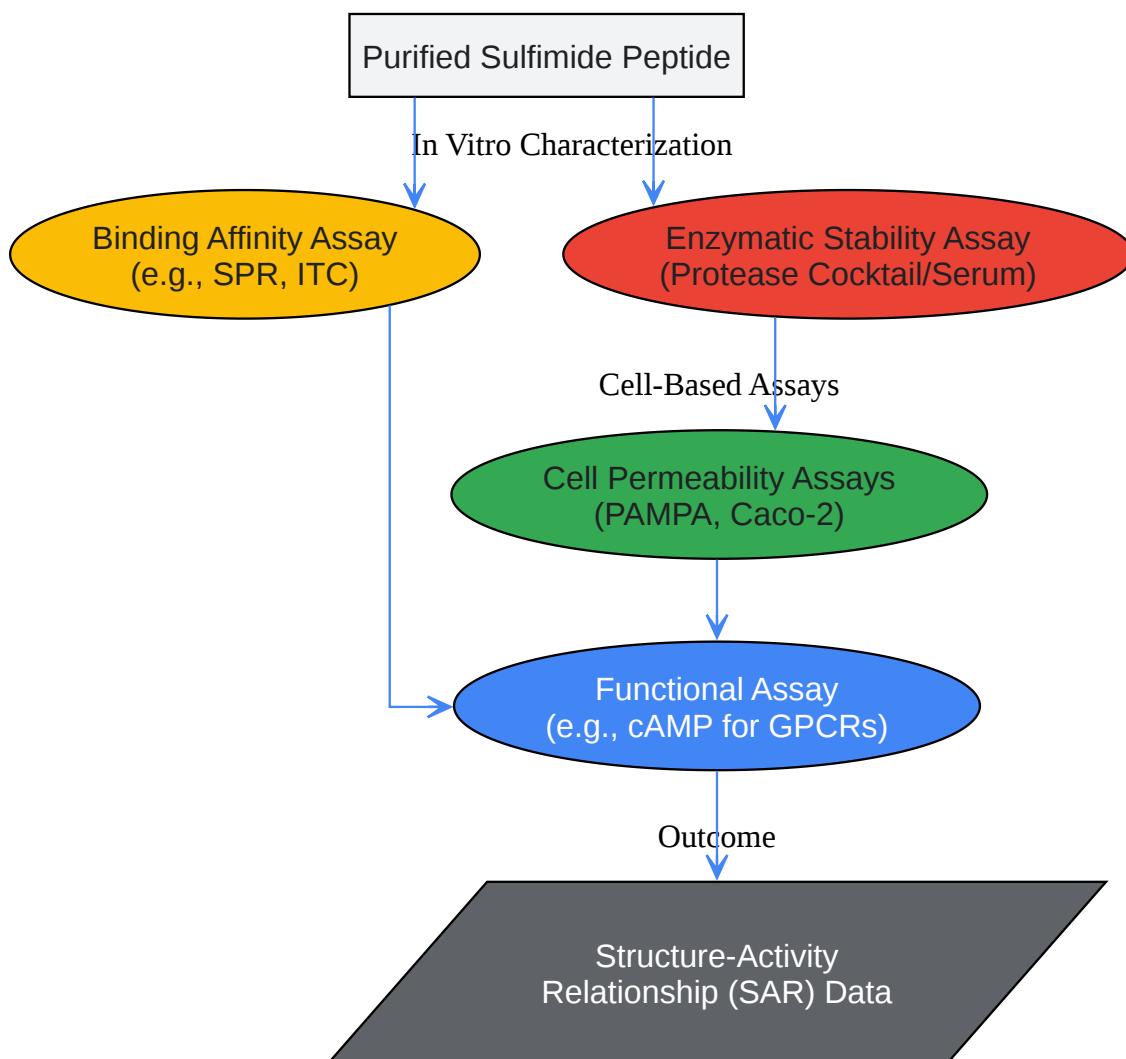 Purified Sulfimide Peptide
In Vitro Characterization
Binding Affinity Assay
(e.g., SPR, ITC)
Enzymatic Stability Assay
(Protease Cocktail/Serum)
Cell-Based Assays
Cell Permeability Assays
(PAMPA, Caco-2)
Functional Assay
(e.g., cAMP for GPCRs)
Outcome
Structure-Activity
Relationship (SAR) Data